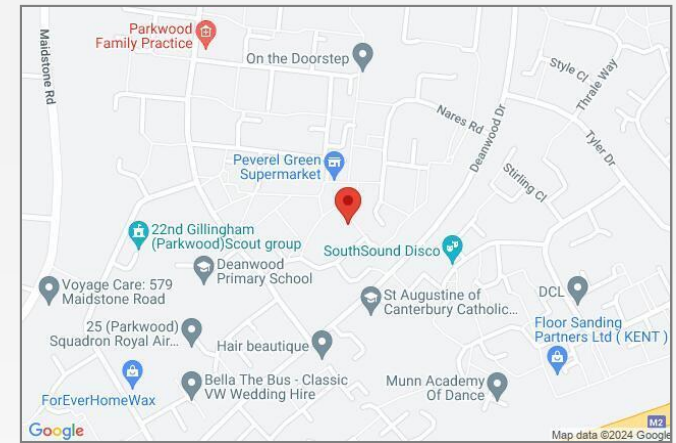 Parkwood
Family Practice
On the Doorstep
Maidstone Rd
Style Cl
Thrale Way
Nares Rd
Deanwood Dr
Tyler Dr
Peverel Green
Supermarket
Stirling Cl
22nd Gillingham
(Parkwood)Scout group
SouthSound Disco
Deanwood
Primary School
Voyage Care: 579
Maidstone Road
St Augustine of
Canterbury Catholic...
DCL
25 (Parkwood)
Squadron Royal Air...
Hair beautique
Floor Sanding
Partners Ltd ( KENT )
ForEverHomeWax
Bella The Bus - Classic
VW Wedding Hire
Munn Academy
Of Dance
M2
Google
Map data ©2024 Google